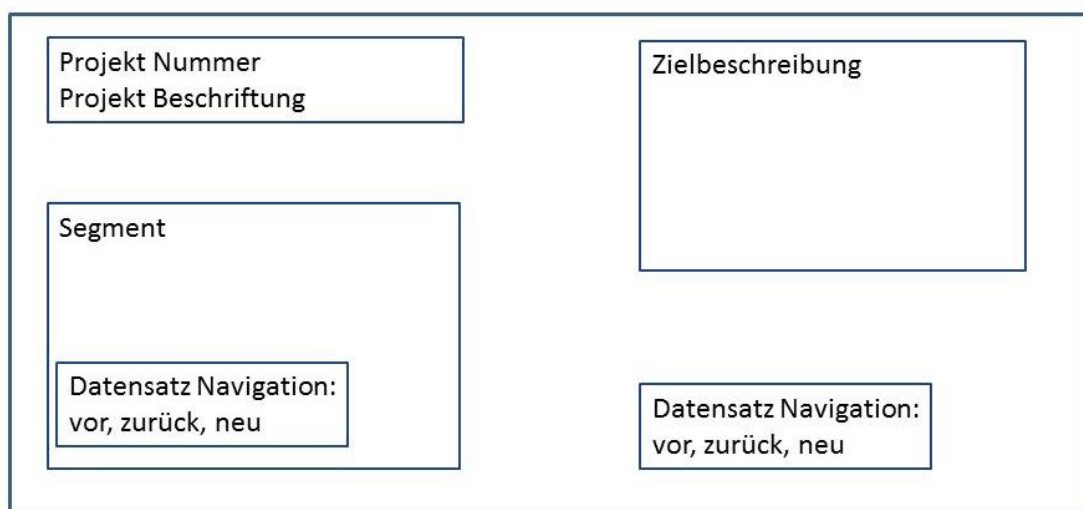 Projekt Nummer
Projekt Beschriftung
Zielbeschreibung
Segment
Datensatz Navigation:
vor, zurück, neu
Datensatz Navigation:
vor, zurück, neu